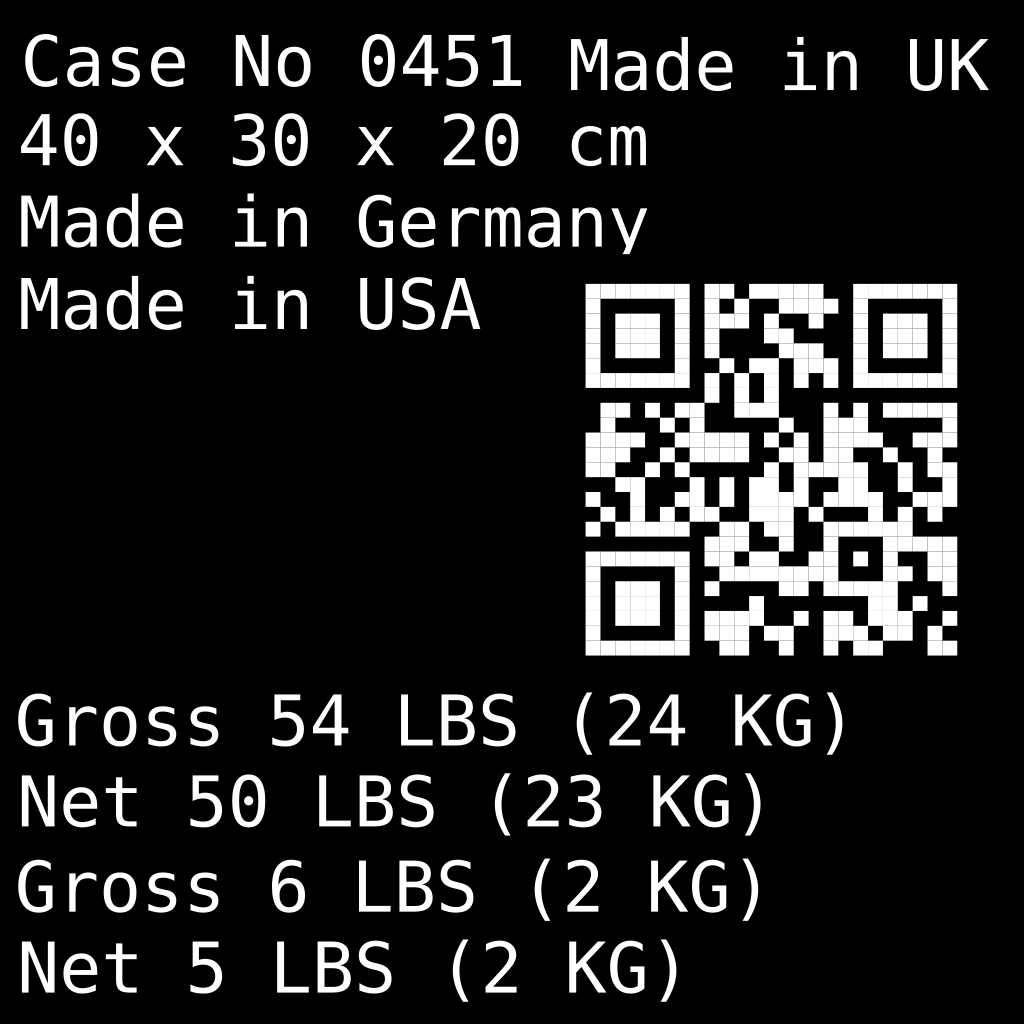 Case No 0451 Made in UK
40 x 30 x 20 cm
Made in Germany
Made in USA
Gross 54 LBS (24 KG)
Net 50 LBS (23 KG)
Gross 6 LBS (2 KG)
Net 5 LBS (2 KG)